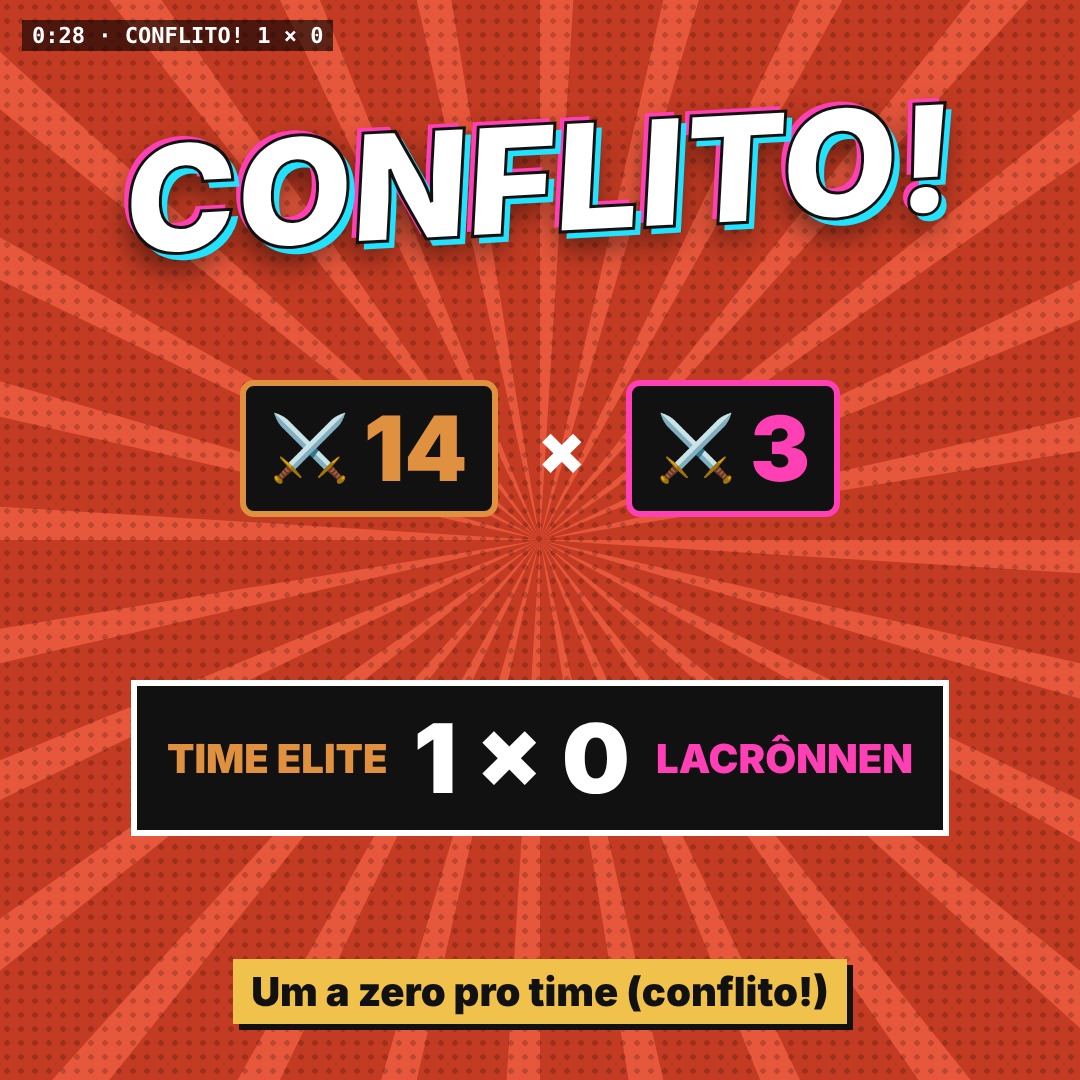 0:28 · CONFLITO! 1 × 0
CONFLITO!
⚔️ 14 × ⚔️ 3
TIME ELITE 1 × 0 LACRÔNNEN
Um a zero pro time (conflito!)